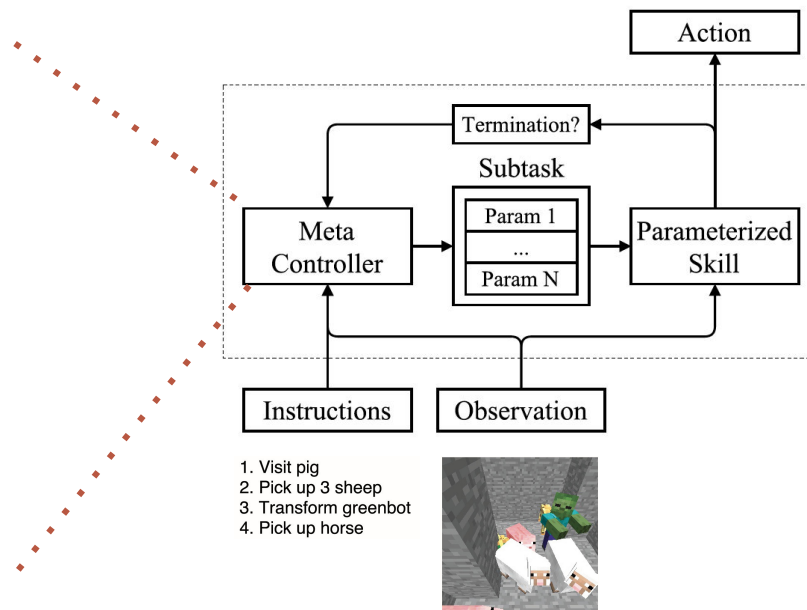 Action
Termination?
Subtask
Meta
Controller
Param 1
...
Param N
Parameterized
Skill
Instructions
Observation
1. Visit pig
2. Pick up 3 sheep
3. Transform greenbot
4. Pick up horse